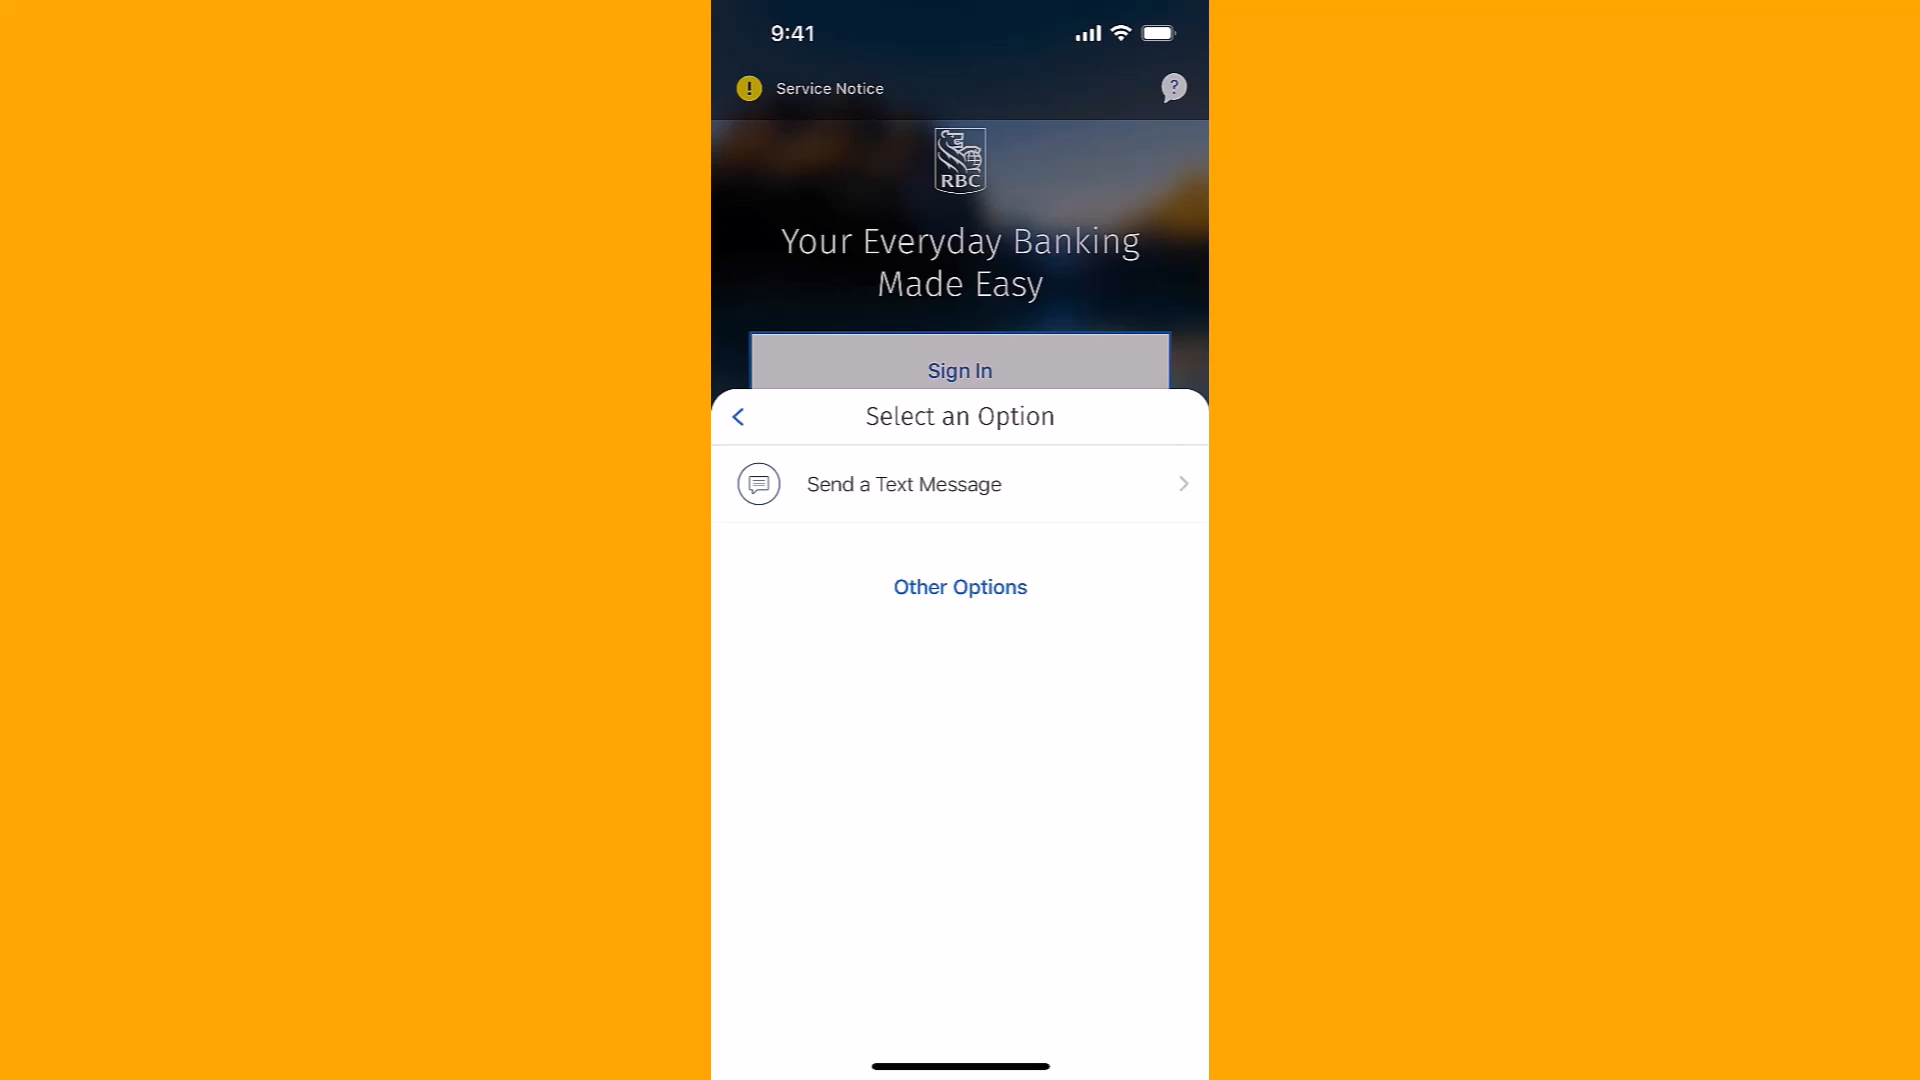 9:41
! Service Notice ?
RBC
Your Everyday Banking
Made Easy
Sign In
Select an Option
Send a Text Message
Other Options